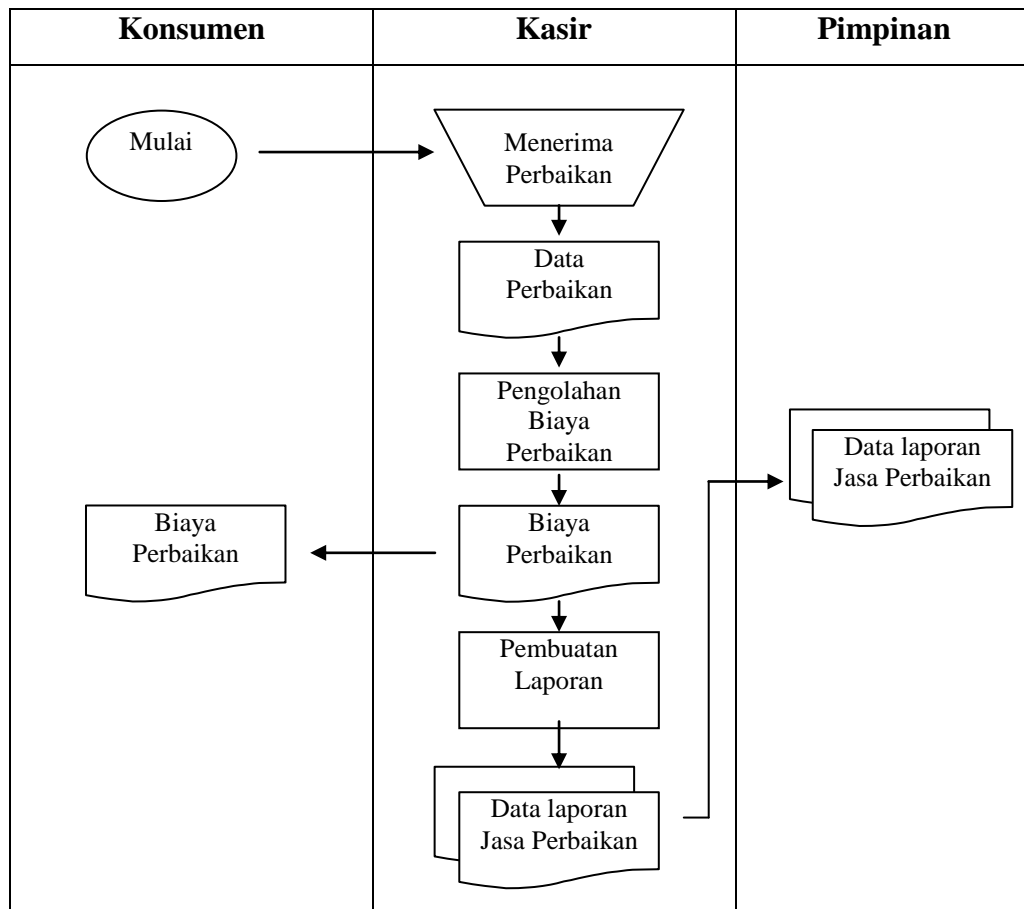 Konsumen
Kasir
Pimpinan
Mulai
Menerima
Perbaikan
Data
Perbaikan
Pengolahan
Biaya
Perbaikan
Data laporan
Jasa Perbaikan
Biaya
Perbaikan
Biaya
Perbaikan
Pembuatan
Laporan
Data laporan
Jasa Perbaikan